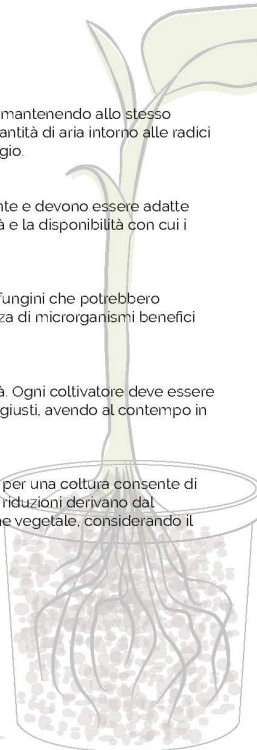 mantenendo allo stesso
antità di aria intorno alle radici
gio.
nte e devono essere adatte
à e la disponibilità con cui i
fungini che potrebbero
za di microrganismi benefici
à. Ogni coltivatore deve essere
giusti, avendo al contempo in
per una coltura consente di
riduzioni derivano dal
ne vegetale, considerando il